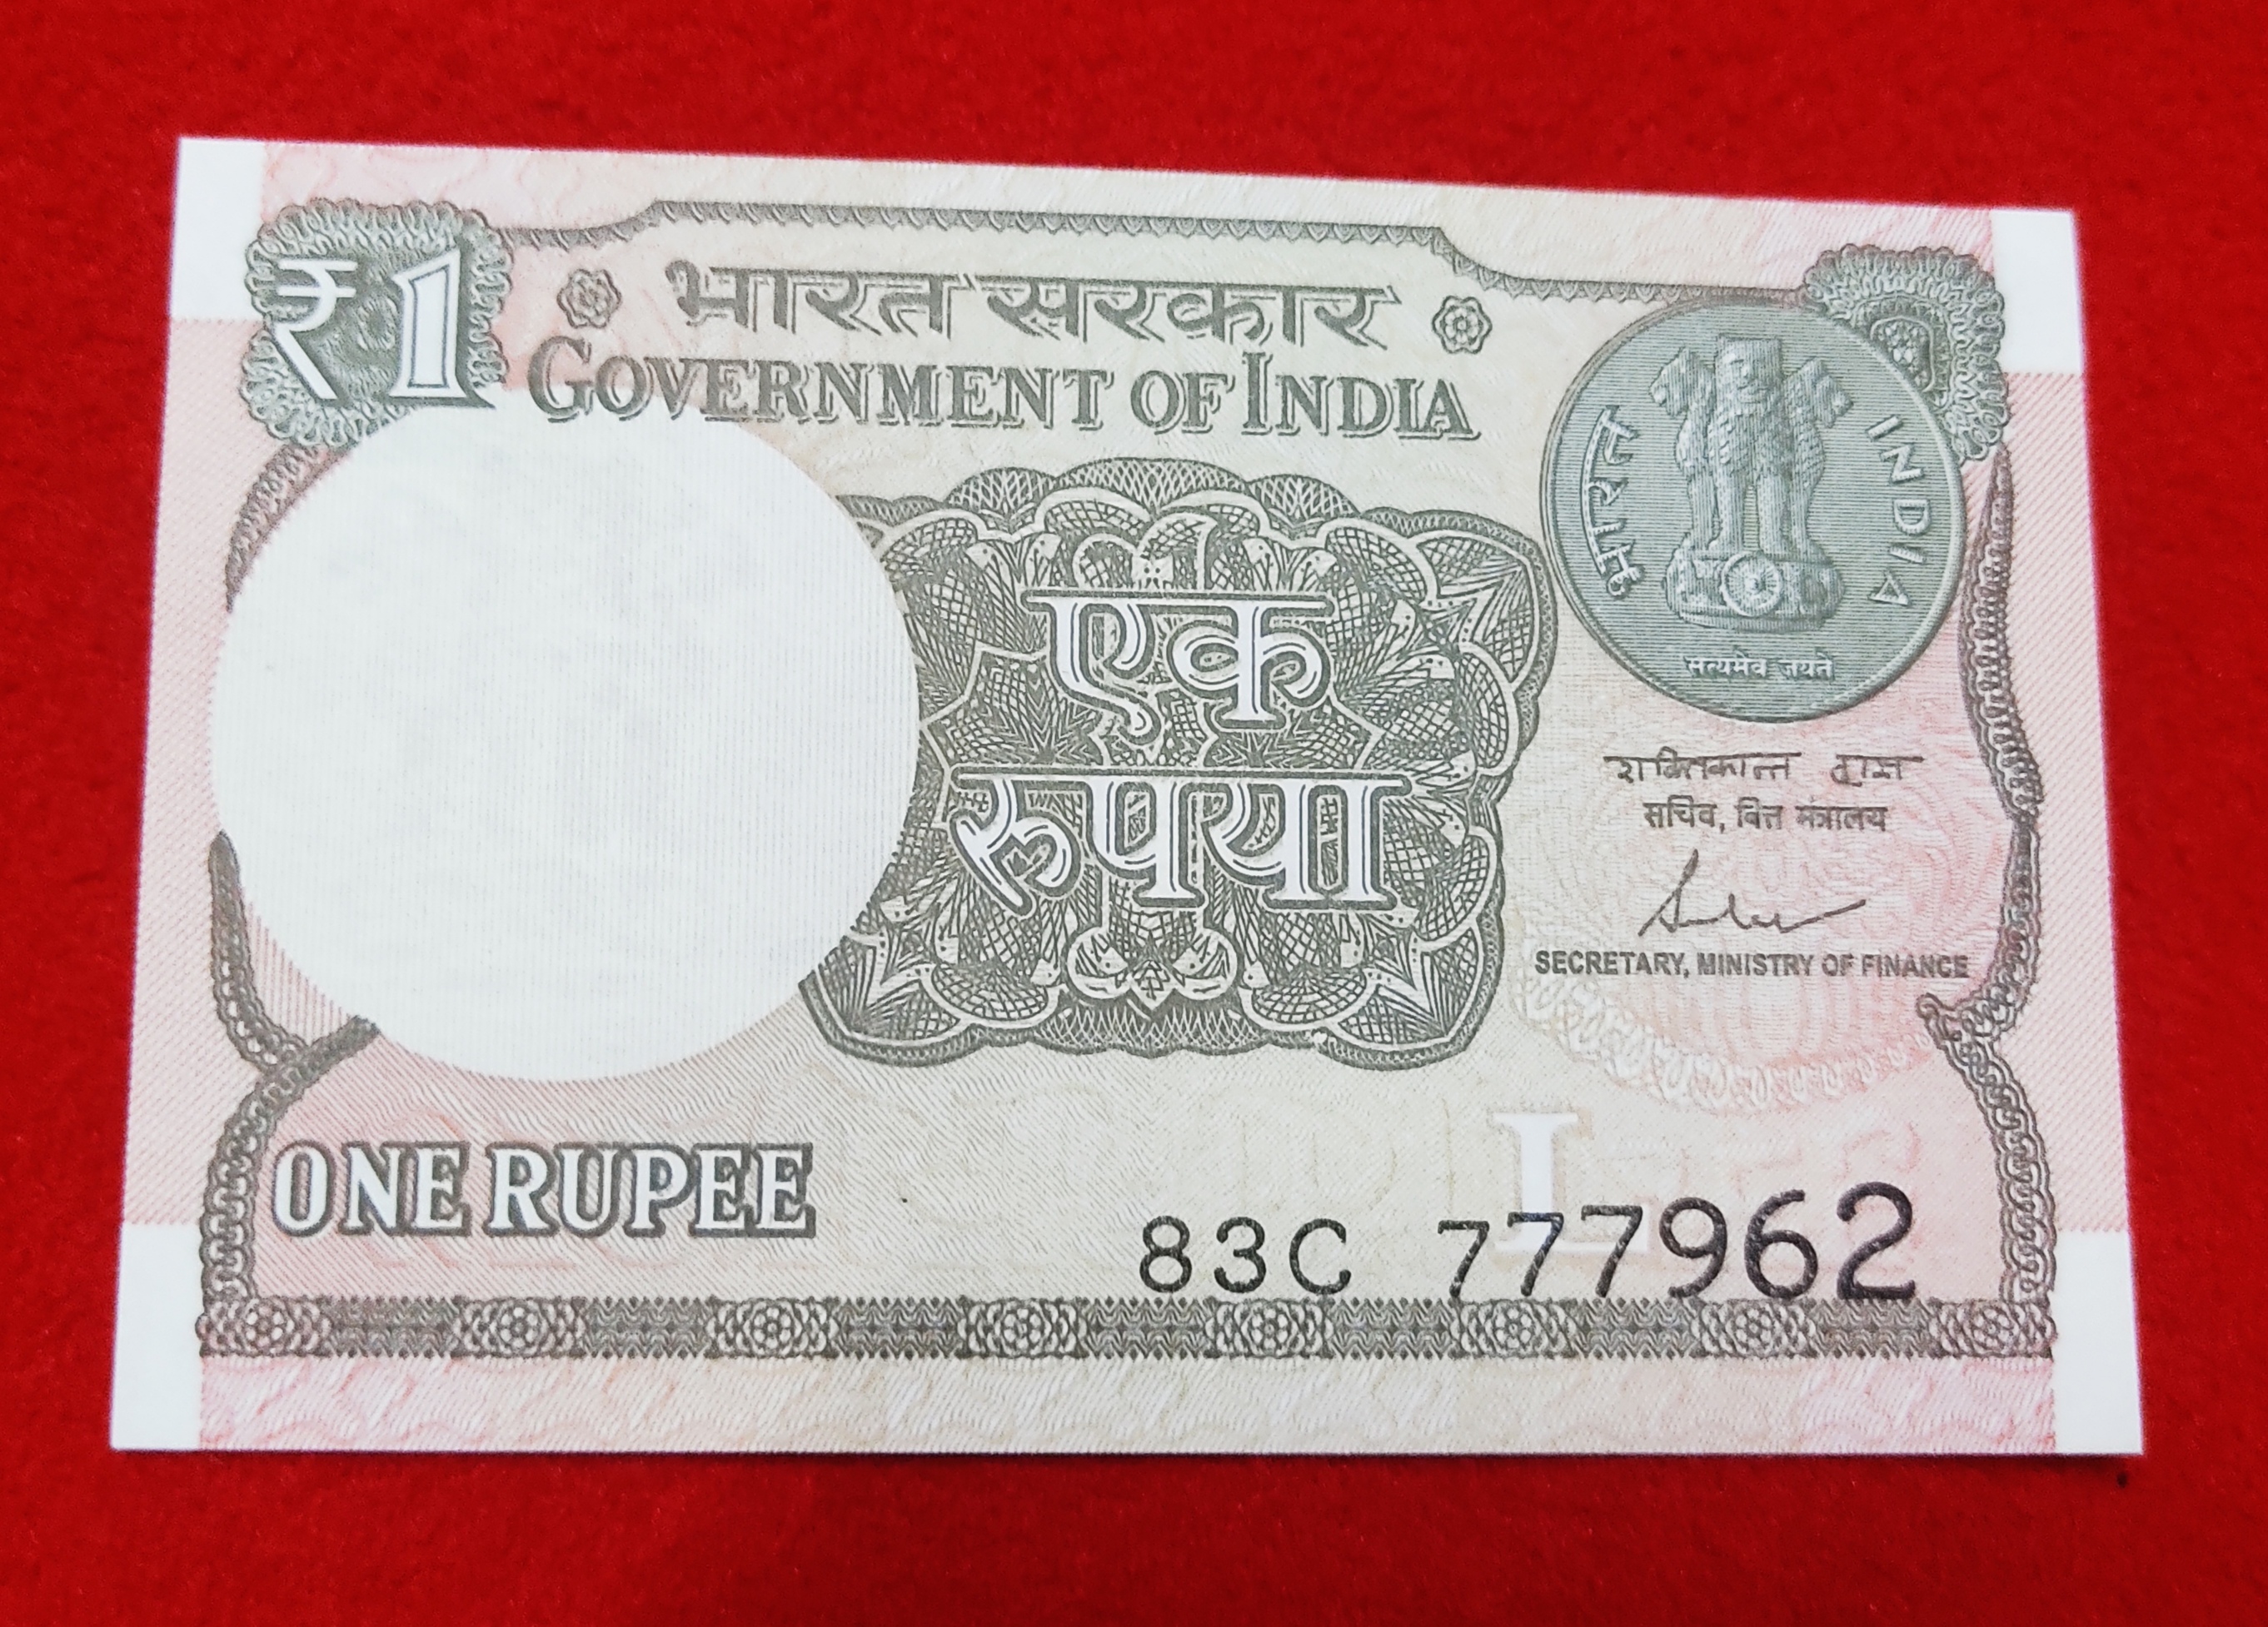 ₹1
भारत सरकार
GOVERNMENT OF INDIA
भारत
INDIA
सत्यमेव जयते
एक
रुपया
शक्तिकान्त दास
सचिव, वित्त मंत्रालय
SECRETARY, MINISTRY OF FINANCE
ONE RUPEE
L
83C 777962